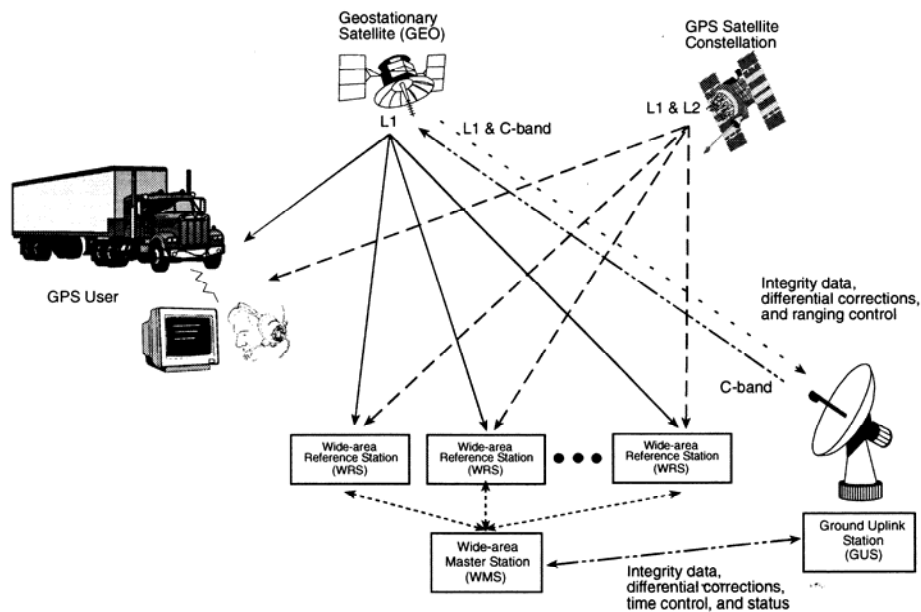 Geostationary
Satellite (GEO)
GPS Satellite
Constellation
L1
L1 & C-band
L1 & L2
GPS User
Integrity data,
differential corrections,
and ranging control
C-band
Wide-area
Reference Station
(WRS)
Wide-area
Reference Station
(WRS)
Wide-area
Reference Station
(WRS)
Wide-area
Master Station
(WMS)
Ground Uplink
Station
(GUS)
Integrity data,
differential corrections,
time control, and status